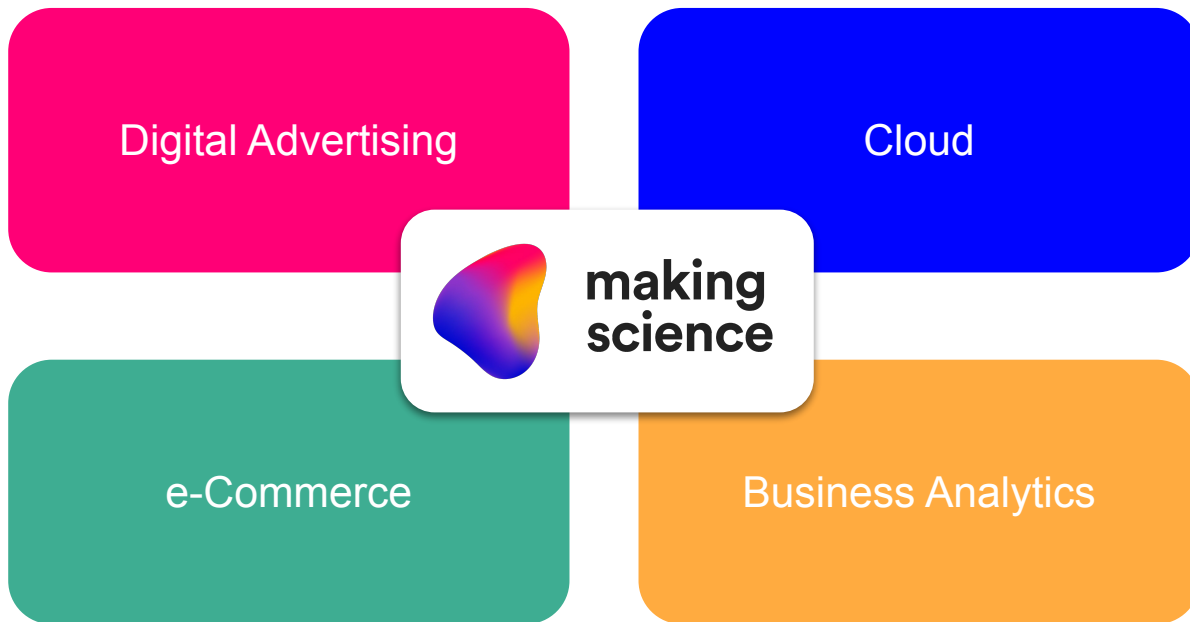 Digital Advertising
Cloud
making
science
e-Commerce
Business Analytics